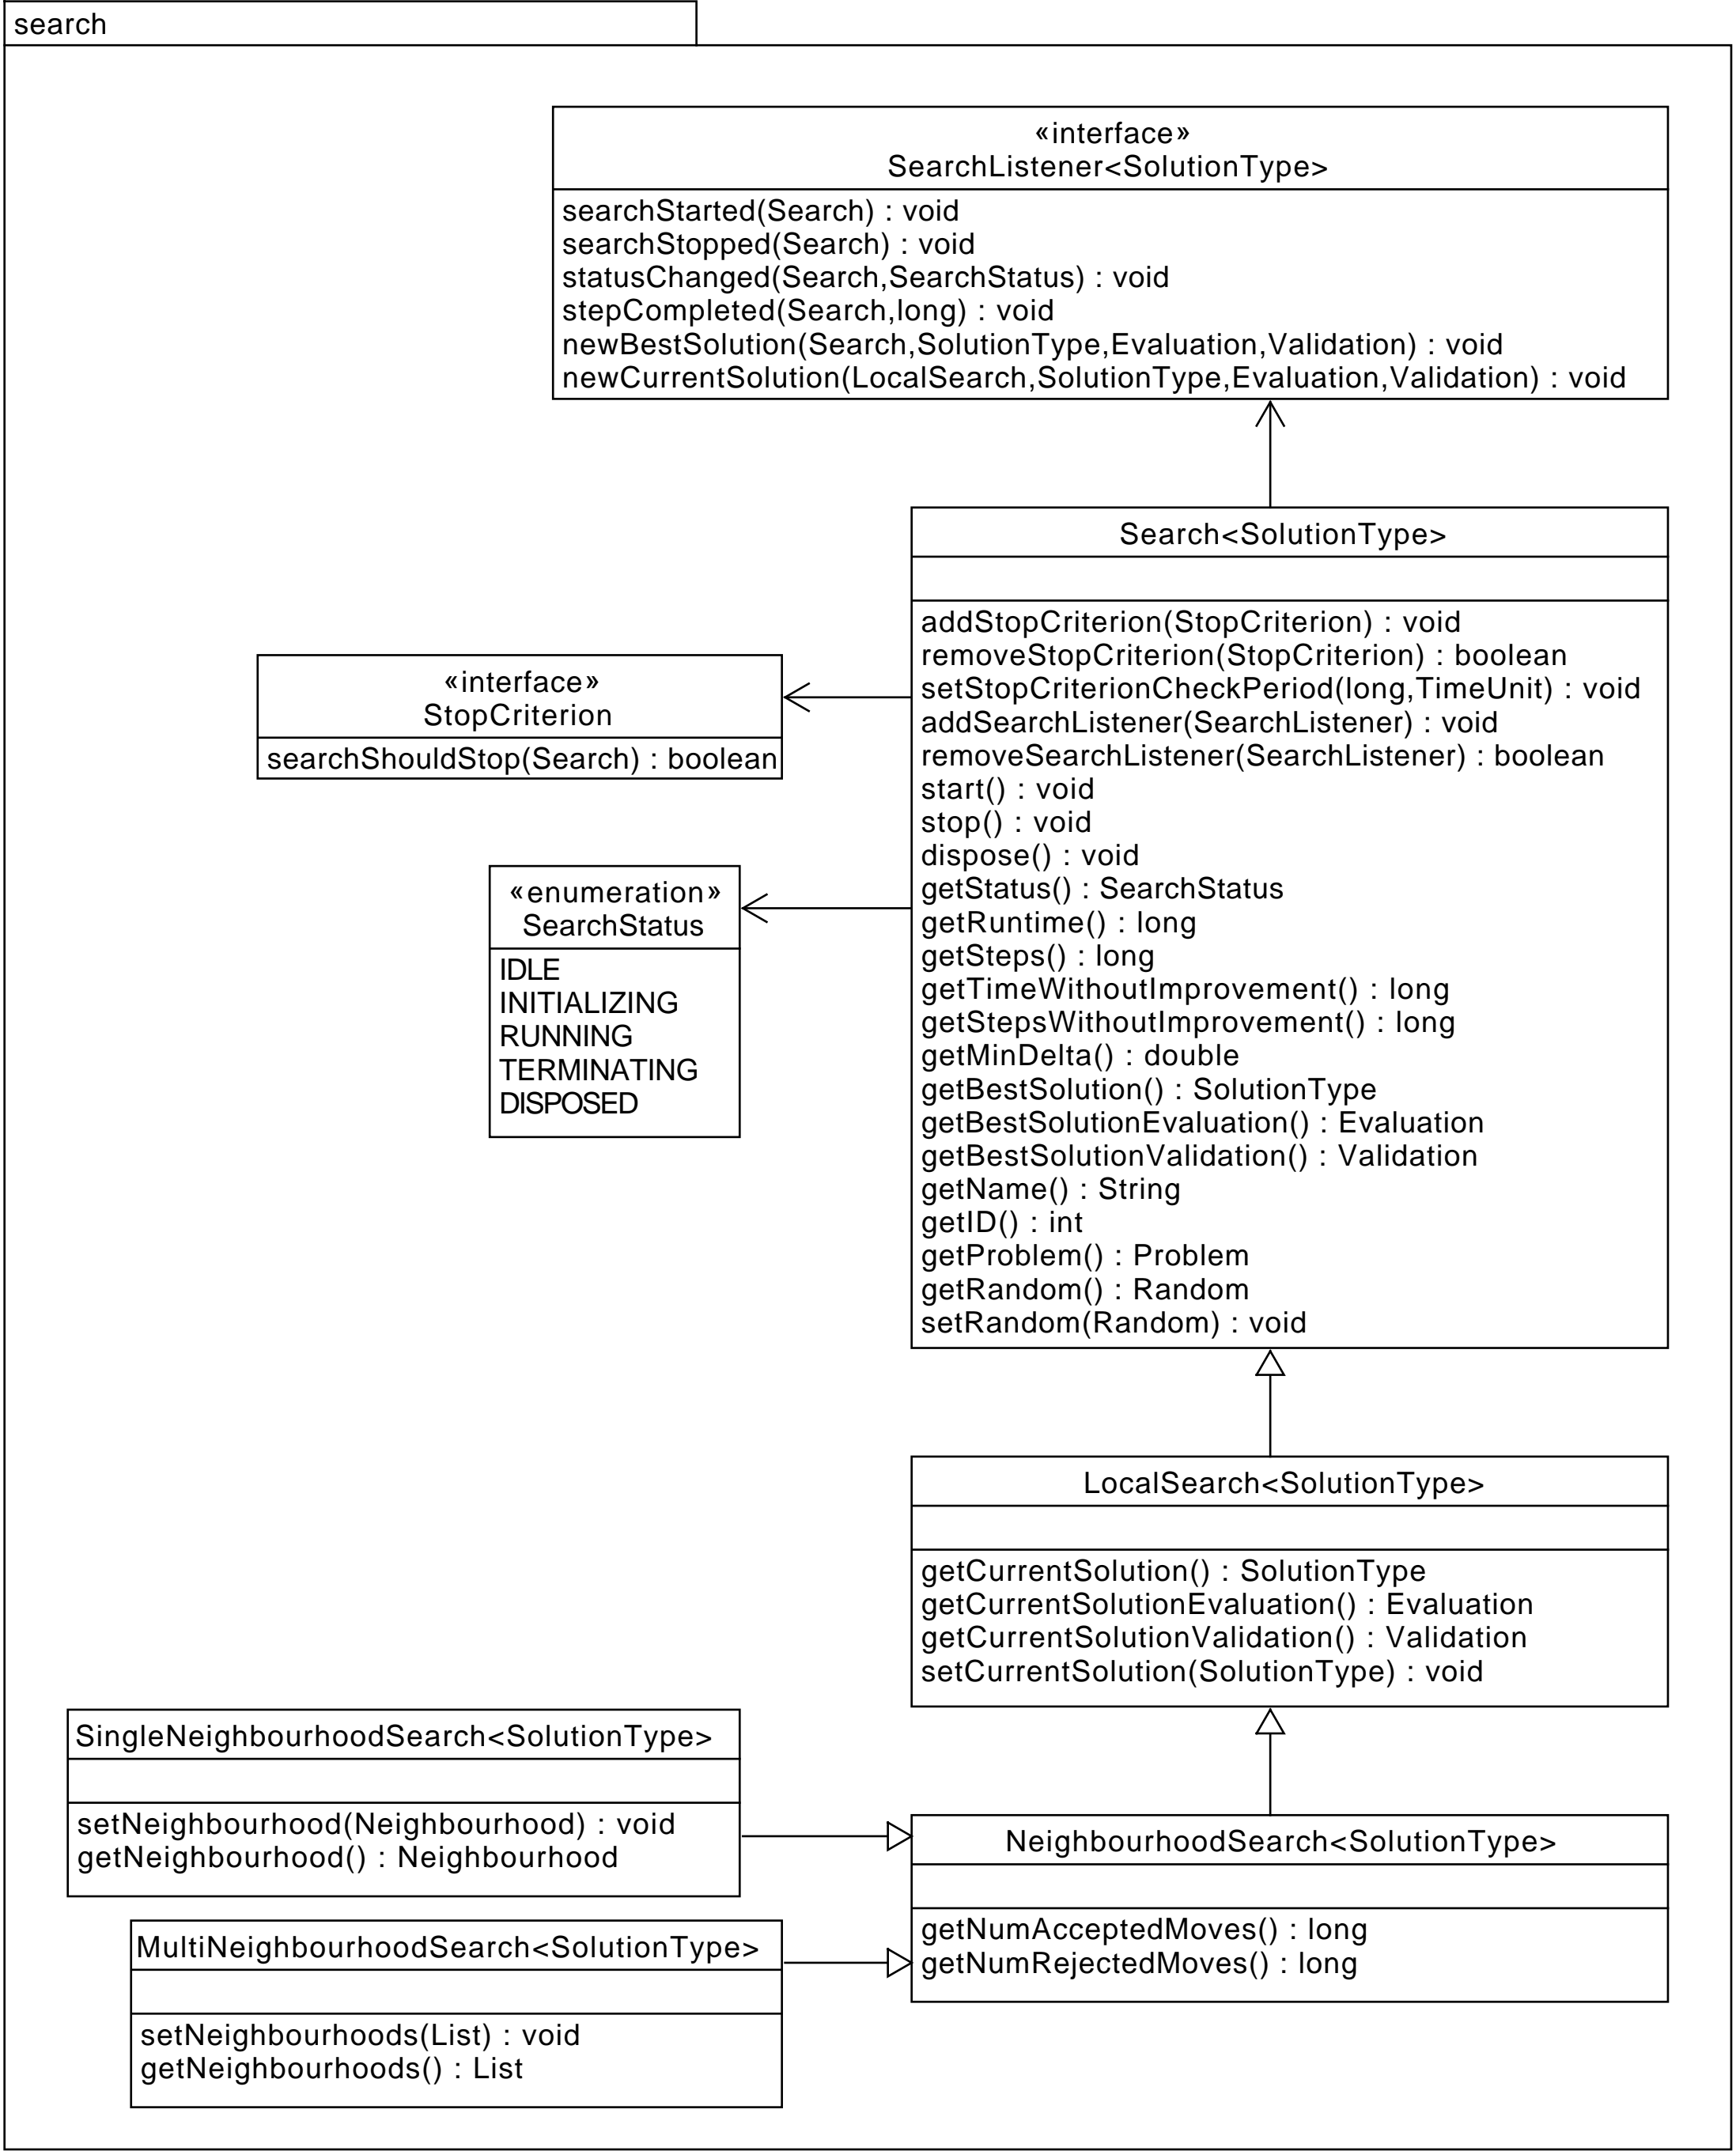 search
«interface»
SearchListener<SolutionType>
searchStarted(Search) : void
searchStopped(Search) : void
statusChanged(Search,SearchStatus) : void
stepCompleted(Search,long) : void
newBestSolution(Search,SolutionType,Evaluation,Validation) : void
newCurrentSolution(LocalSearch,SolutionType,Evaluation,Validation) : void
Search<SolutionType>
addStopCriterion(StopCriterion) : void
removeStopCriterion(StopCriterion) : boolean
setStopCriterionCheckPeriod(long,TimeUnit) : void
addSearchListener(SearchListener) : void
removeSearchListener(SearchListener) : boolean
start() : void
stop() : void
dispose() : void
getStatus() : SearchStatus
getRuntime() : long
getSteps() : long
getTimeWithoutImprovement() : long
getStepsWithoutImprovement() : long
getMinDelta() : double
getBestSolution() : SolutionType
getBestSolutionEvaluation() : Evaluation
getBestSolutionValidation() : Validation
getName() : String
getID() : int
getProblem() : Problem
getRandom() : Random
setRandom(Random) : void
«interface»
StopCriterion
searchShouldStop(Search) : boolean
«enumeration»
SearchStatus
IDLE
INITIALIZING
RUNNING
TERMINATING
DISPOSED
LocalSearch<SolutionType>
getCurrentSolution() : SolutionType
getCurrentSolutionEvaluation() : Evaluation
getCurrentSolutionValidation() : Validation
setCurrentSolution(SolutionType) : void
SingleNeighbourhoodSearch<SolutionType>
setNeighbourhood(Neighbourhood) : void
getNeighbourhood() : Neighbourhood
NeighbourhoodSearch<SolutionType>
getNumAcceptedMoves() : long
getNumRejectedMoves() : long
MultiNeighbourhoodSearch<SolutionType>
setNeighbourhoods(List) : void
getNeighbourhoods() : List